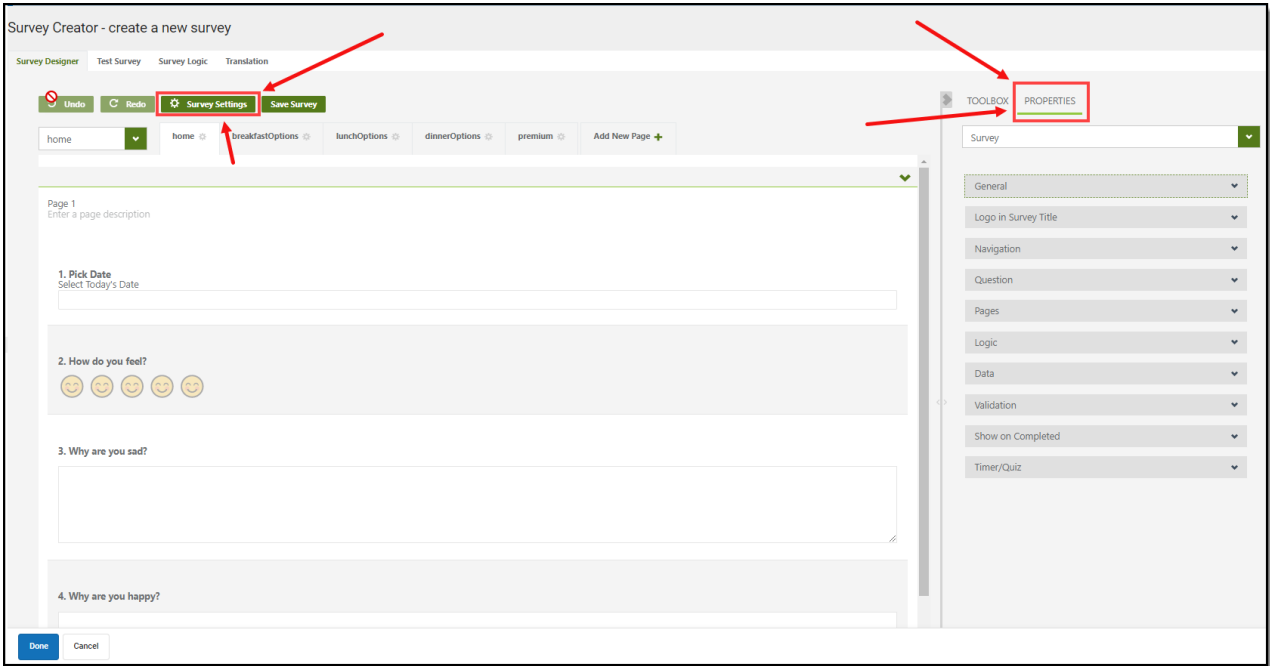 Survey Creator - create a new survey
Survey Designer Test Survey Survey Logic Translation
Undo Redo Survey Settings Save Survey
TOOLBOX PROPERTIES
home
home breakfastOptions lunchOptions dinnerOptions premium Add New Page
Survey
Page 1
Enter a page description
1. Pick Date
Select Today's Date
2. How do you feel?
3. Why are you sad?
4. Why are you happy?
General
Logo in Survey Title
Navigation
Question
Pages
Logic
Data
Validation
Show on Completed
Timer/Quiz
Done Cancel